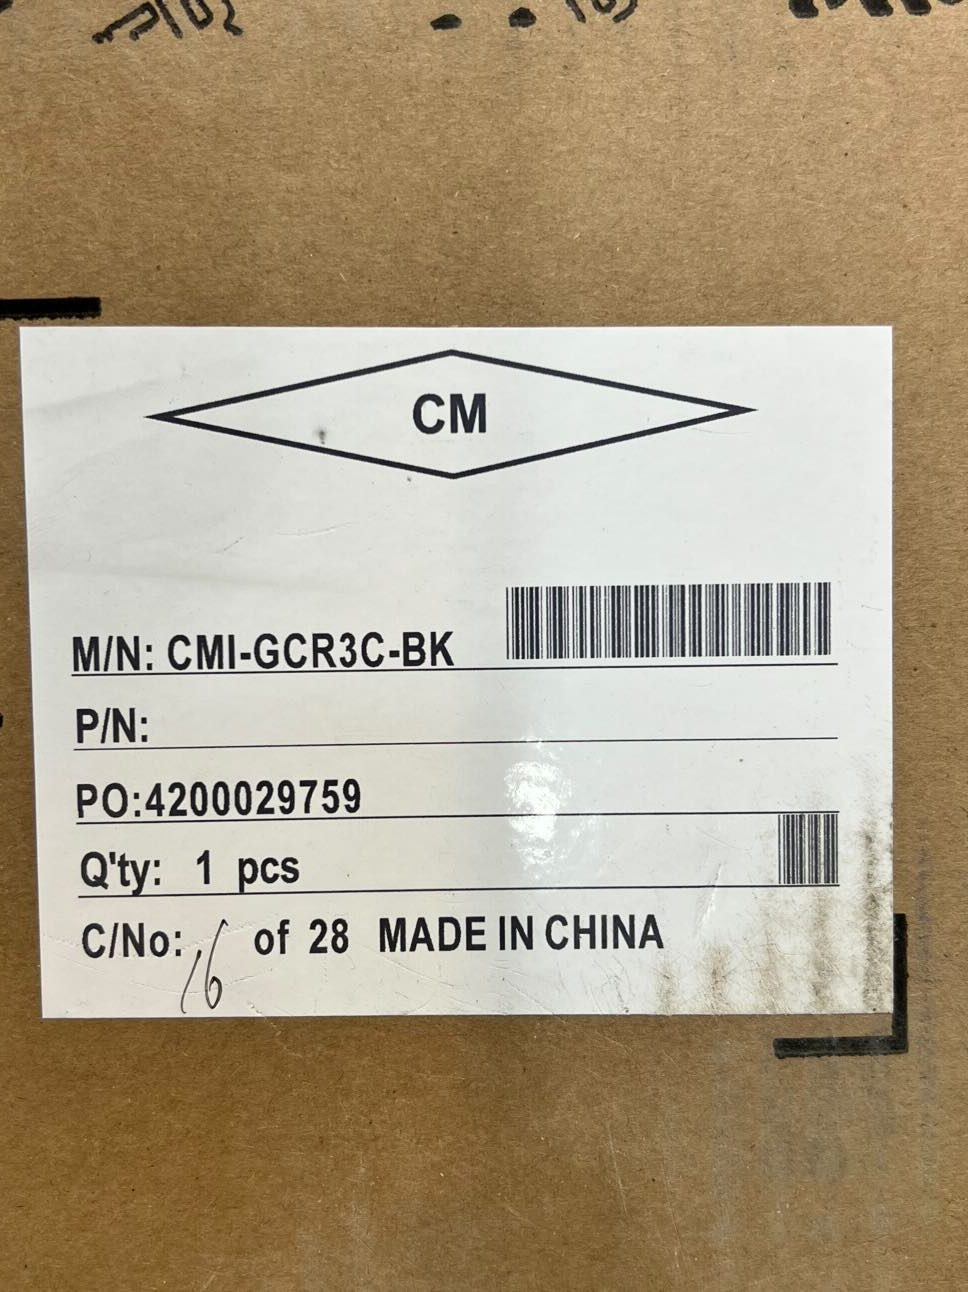 CM
M/N: CMI-GCR3C-BK
P/N:
PO:4200029759
Q'ty: 1 pcs
C/No: 16 of 28 MADE IN CHINA